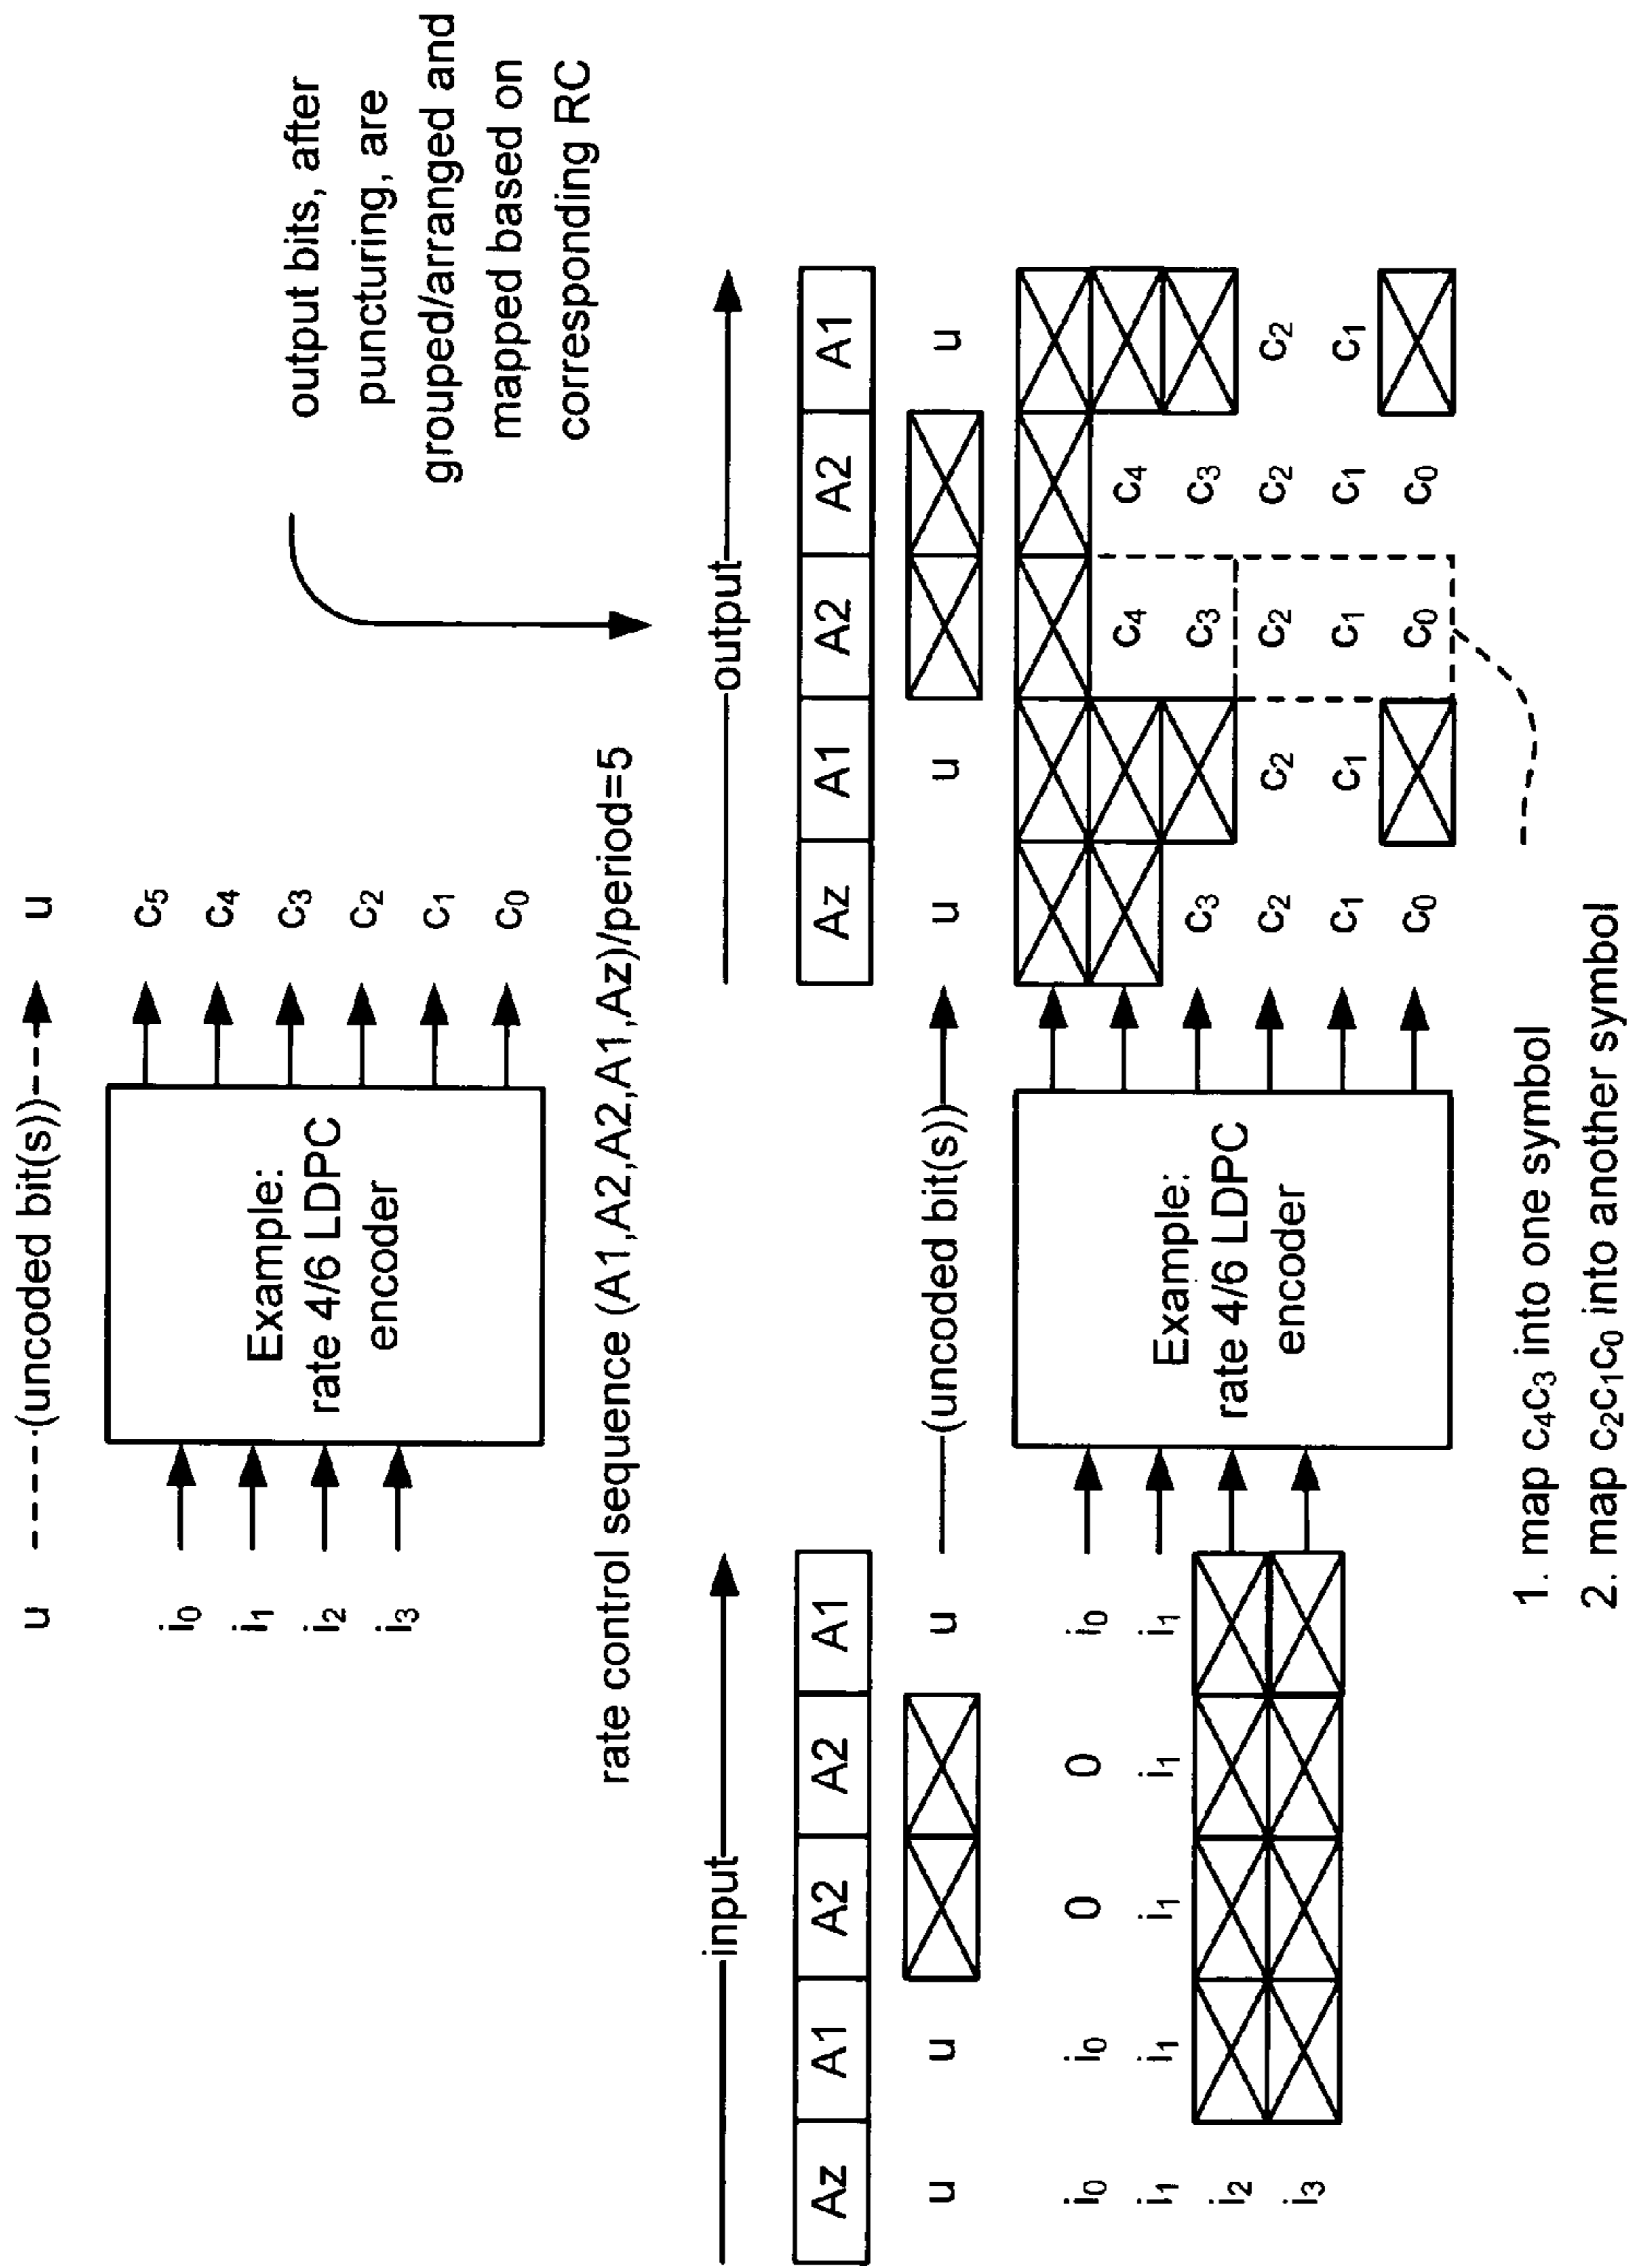 u ----(uncoded bit(s))---- u
i0 i1 i2 i3
Example:
rate 4/6 LDPC
encoder
c5
c4
c3
c2
c1
c0
output bits, after
puncturing, are
grouped/arranged and
mapped based on
corresponding RC
rate control sequence (A1,A2,A2,A1,Az)/period=5
input
Az A1 A2 A2 A1
u u u
i0 i0 0 0 i0
i1 i1 i1 i1 i1
i2
i3
(uncoded bit(s))
Example:
rate 4/6 LDPC
encoder
output
Az A1 A2 A2 A1
u u u
c4 c4
c3 c3 c3
c2 c2 c2 c2 c2
c1 c1 c1 c1 c1
c0 c0 c0
1. map c4c3 into one symbol
2. map c2c1c0 into another symbol